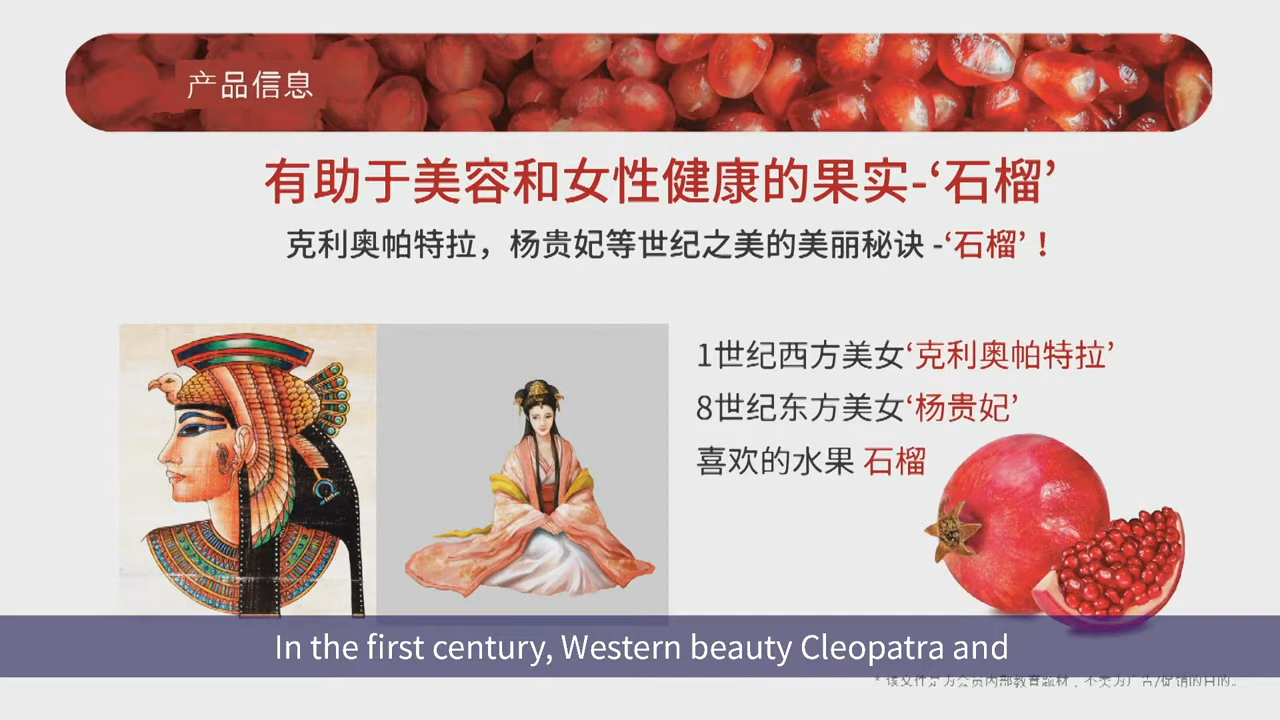 产品信息
有助于美容和女性健康的果实-‘石榴’
克利奥帕特拉，杨贵妃等世纪之美的美丽秘诀 -‘石榴’！
1世纪西方美女‘克利奥帕特拉’
8世纪东方美女‘杨贵妃’
喜欢的水果 石榴
In the first century, Western beauty Cleopatra and